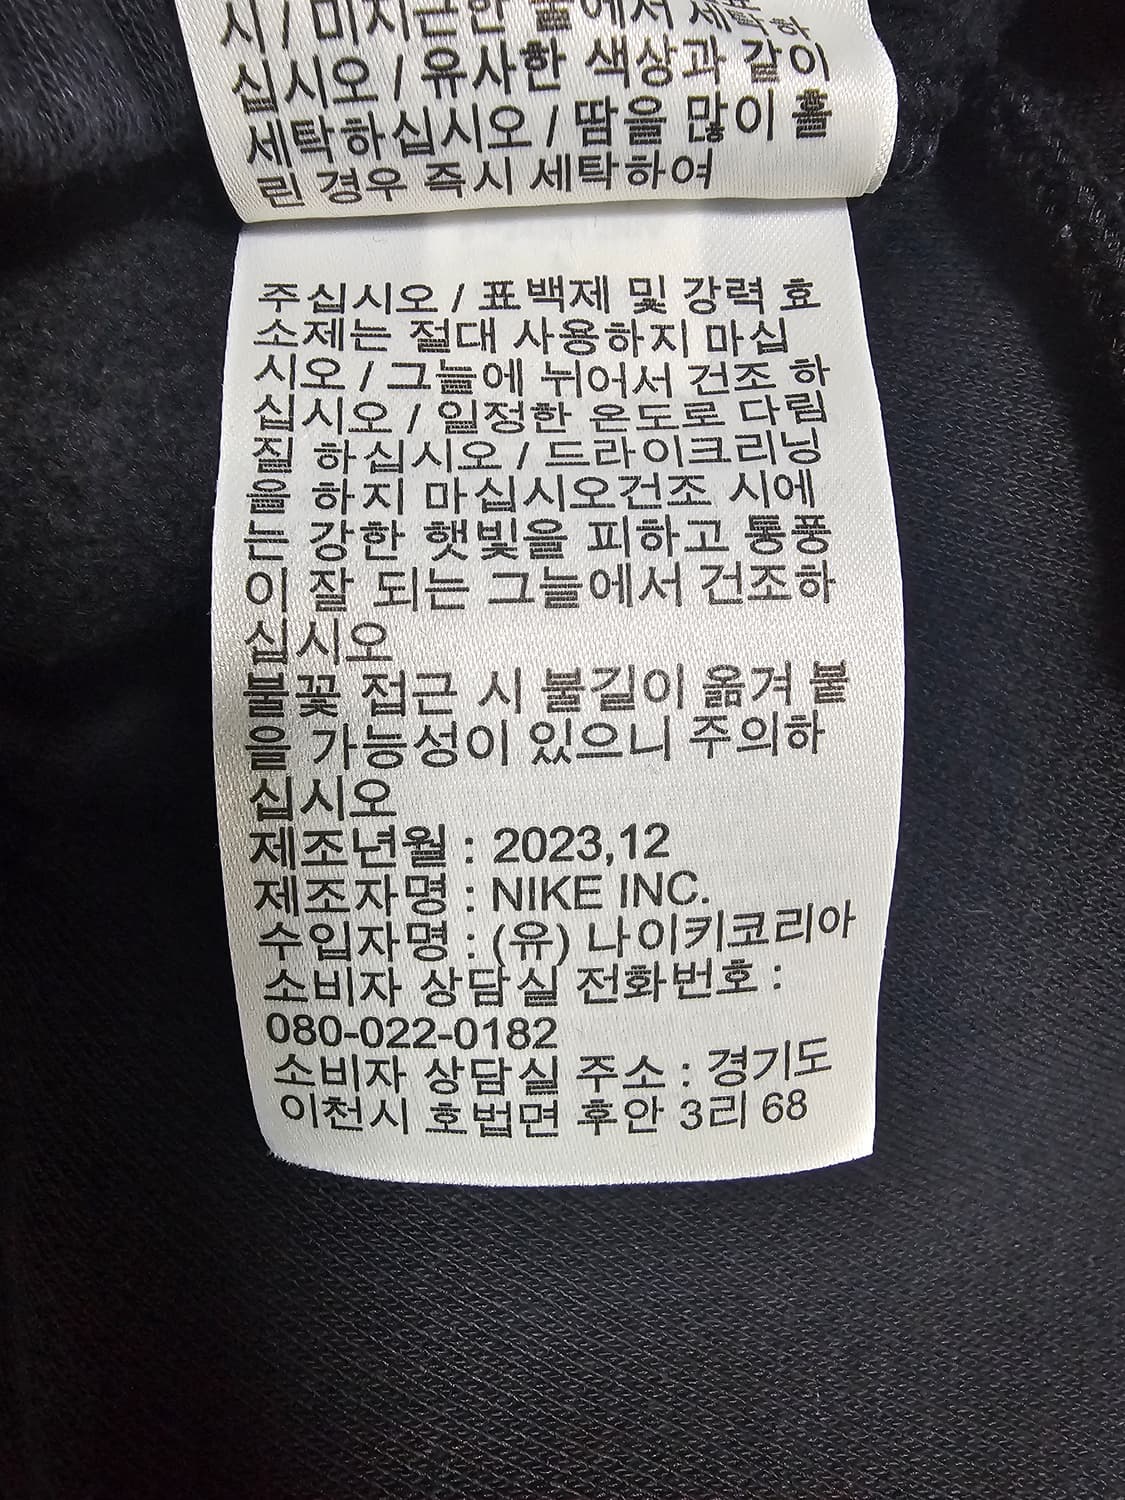 시 / 미지근한 물에서 세탁하
십시오 / 유사한 색상과 같이
세탁하십시오 / 땀을 많이 흘
린 경우 즉시 세탁하여
주십시오 / 표백제 및 강력 효
소제는 절대 사용하지 마십
시오 / 그늘에 뉘어서 건조 하
십시오 / 일정한 온도로 다림
질 하십시오 / 드라이크리닝
을 하지 마십시오건조 시에
는 강한 햇빛을 피하고 통풍
이 잘 되는 그늘에서 건조하
십시오
불꽃 접근 시 불길이 옮겨 붙
을 가능성이 있으니 주의하
십시오
제조년월 : 2023,12
제조자명 : NIKE INC.
수입자명 : (유) 나이키코리아
소비자 상담실 전화번호 :
080-022-0182
소비자 상담실 주소 : 경기도
이천시 호법면 후안 3리 68